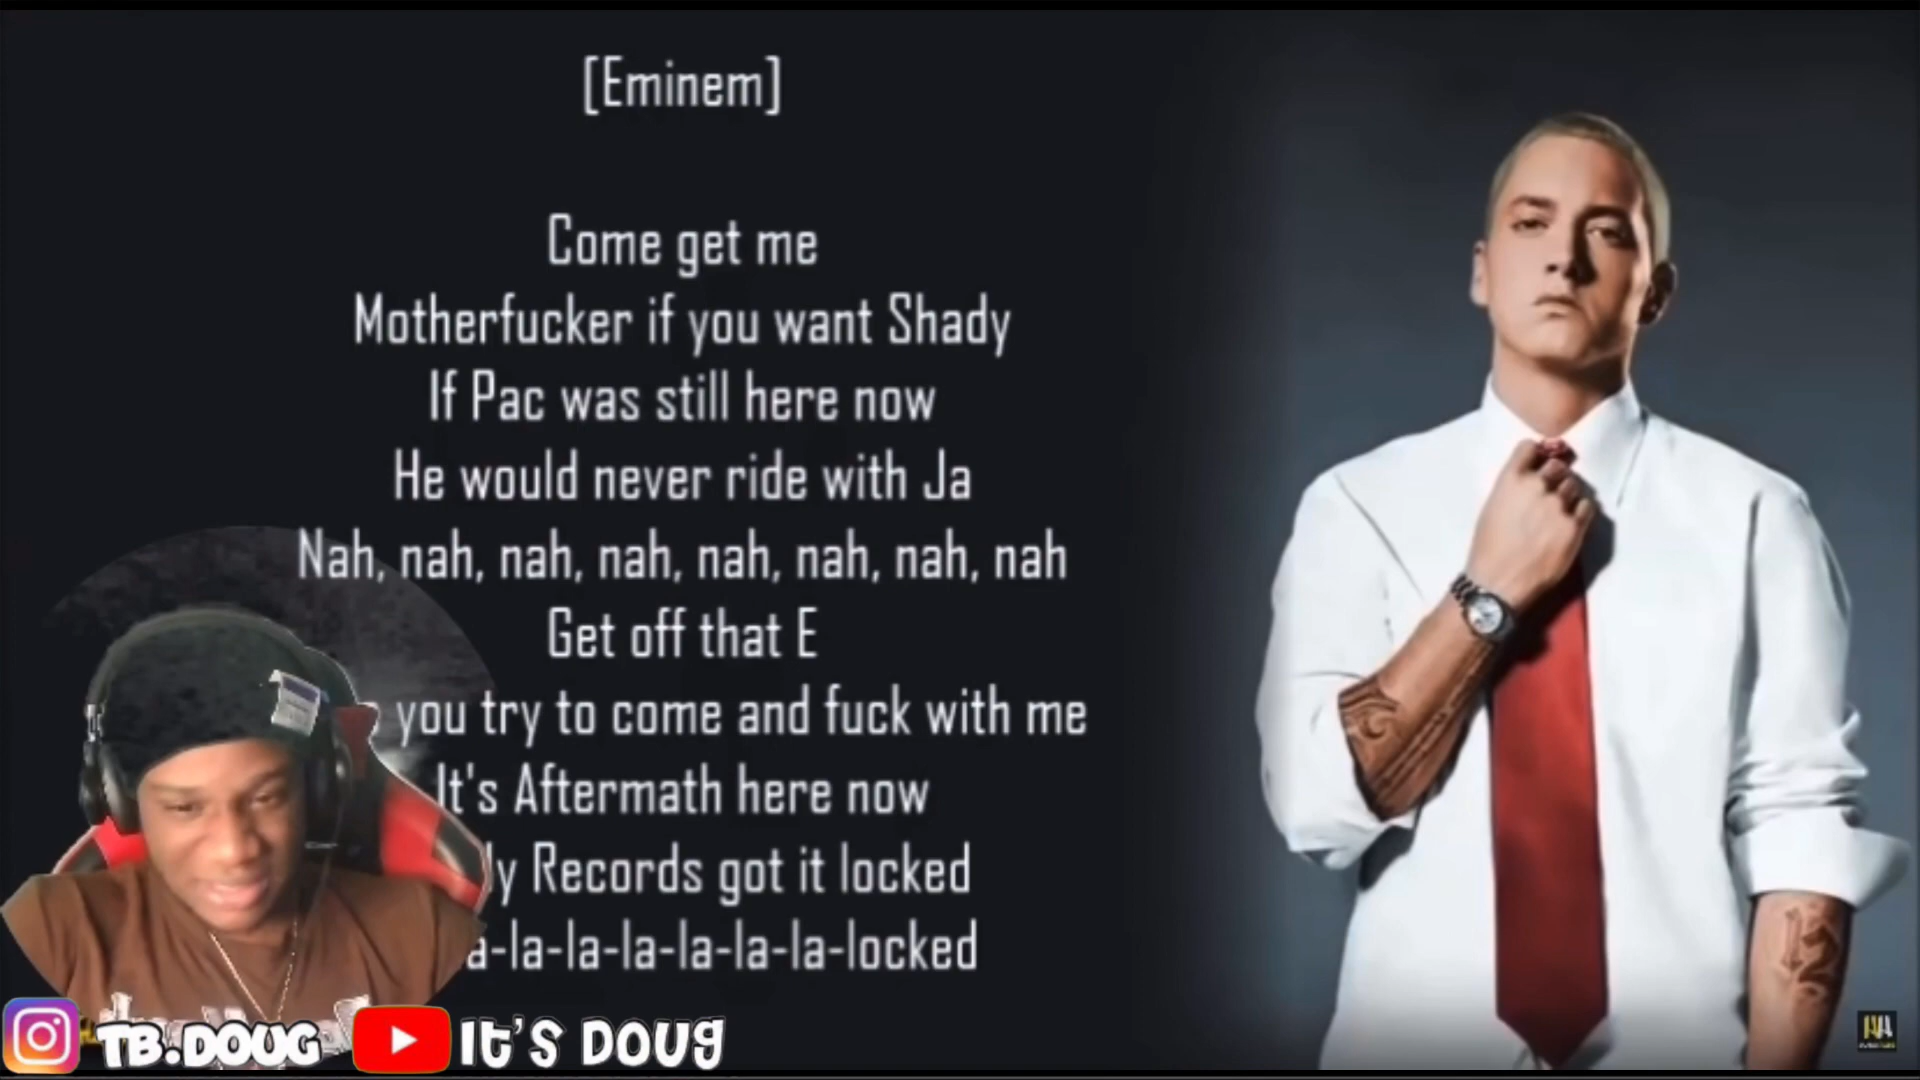 [Eminem]
Come get me
Motherfucker if you want Shady
If Pac was still here now
He would never ride with Ja
Nah, nah, nah, nah, nah, nah, nah, nah
Get off that E
you try to come and fuck with me
It's Aftermath here now
Records got it locked
a-la-la-la-la-la-la-locked
TB.DOUG
It's DOUG